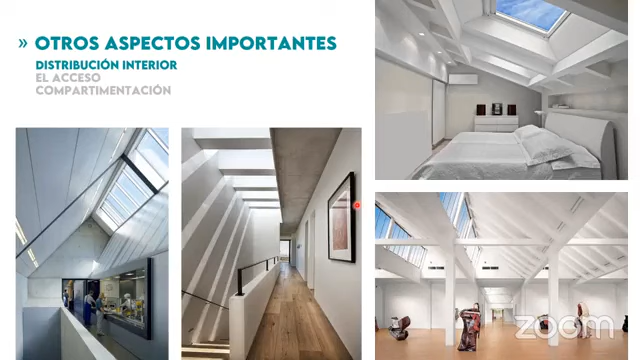 » OTROS ASPECTOS IMPORTANTES
DISTRIBUCIÓN INTERIOR
EL ACCESO
COMPARTIMENTACIÓN
zoom